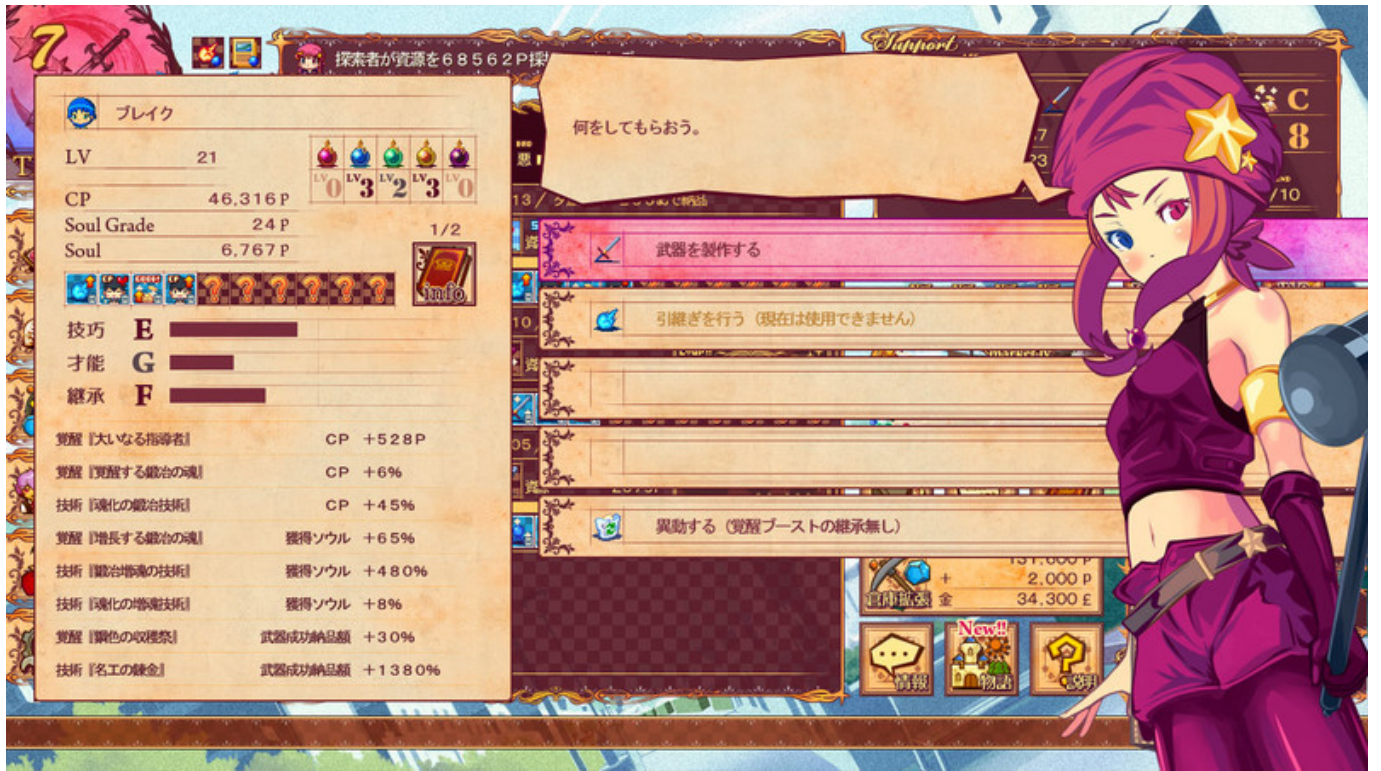 7
探索者が資源を68562P採
Support
ブレイク
LV 21
CP 46,316P
Soul Grade 24P
Soul 6,767P
LV0 LV3 LV2 LV3 LV0
1/2
info
技巧 E
才能 G
継承 F
覚醒『大いなる指導者』 CP +528P
覚醒『覚醒する鍛冶の魂』 CP +6%
技術『魂化の鍛冶技術』 CP +45%
覚醒『増長する鍛冶の魂』 獲得ソウル +65%
技術『鍛冶増魂の技術』 獲得ソウル +480%
技術『魂化の増魂技術』 獲得ソウル +8%
覚醒『鋼色の収穫祭』 武器成功納品額 +30%
技術『名工の錬金』 武器成功納品額 +1380%
何をしてもらおう。
C
8
/10
武器を製作する
引継ぎを行う（現在は使用できません）
異動する（覚醒ブーストの継承無し）
倉庫拡張
+ 2,000P
金 34,300£
情報
New!!
物語
説明